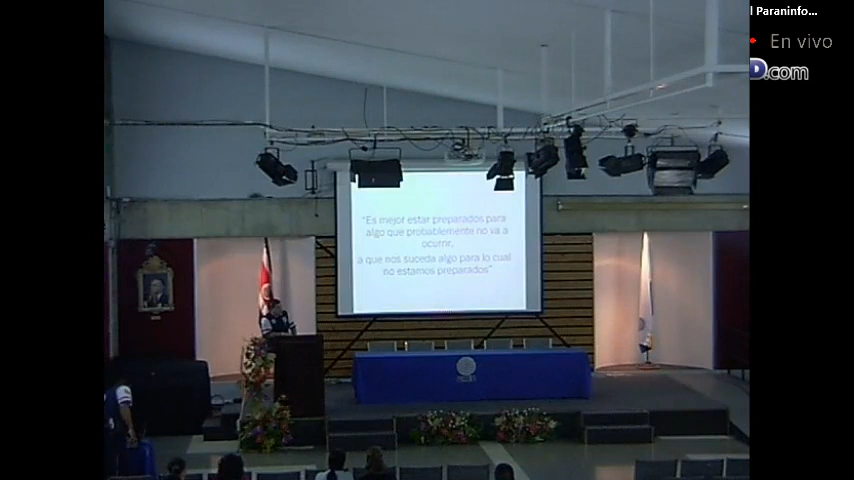 l Paraninfo...
En vivo
D.com
“Es mejor estar preparados para
algo que probablemente no va a
ocurrir,
a que nos suceda algo para lo cual
no estamos preparados”